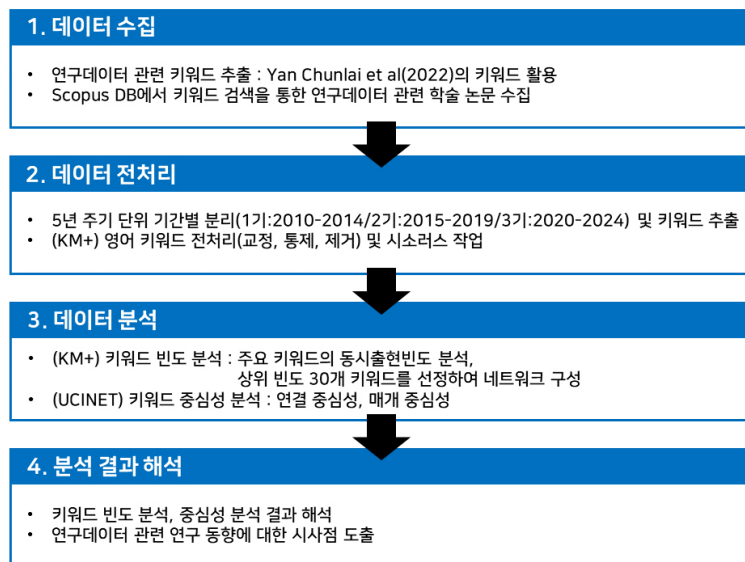 1. 데이터 수집
• 연구데이터 관련 키워드 추출 : Yan Chunlai et al(2022)의 키워드 활용
• Scopus DB에서 키워드 검색을 통한 연구데이터 관련 학술 논문 수집
2. 데이터 전처리
• 5년 주기 단위 기간별 분리(1기:2010-2014/2기:2015-2019/3기:2020-2024) 및 키워드 추출
• (KM+) 영어 키워드 전처리(교정, 통제, 제거) 및 시소러스 작업
3. 데이터 분석
• (KM+) 키워드 빈도 분석 : 주요 키워드의 동시출현빈도 분석,
상위 빈도 30개 키워드를 선정하여 네트워크 구성
• (UCINET) 키워드 중심성 분석 : 연결 중심성, 매개 중심성
4. 분석 결과 해석
• 키워드 빈도 분석, 중심성 분석 결과 해석
• 연구데이터 관련 연구 동향에 대한 시사점 도출